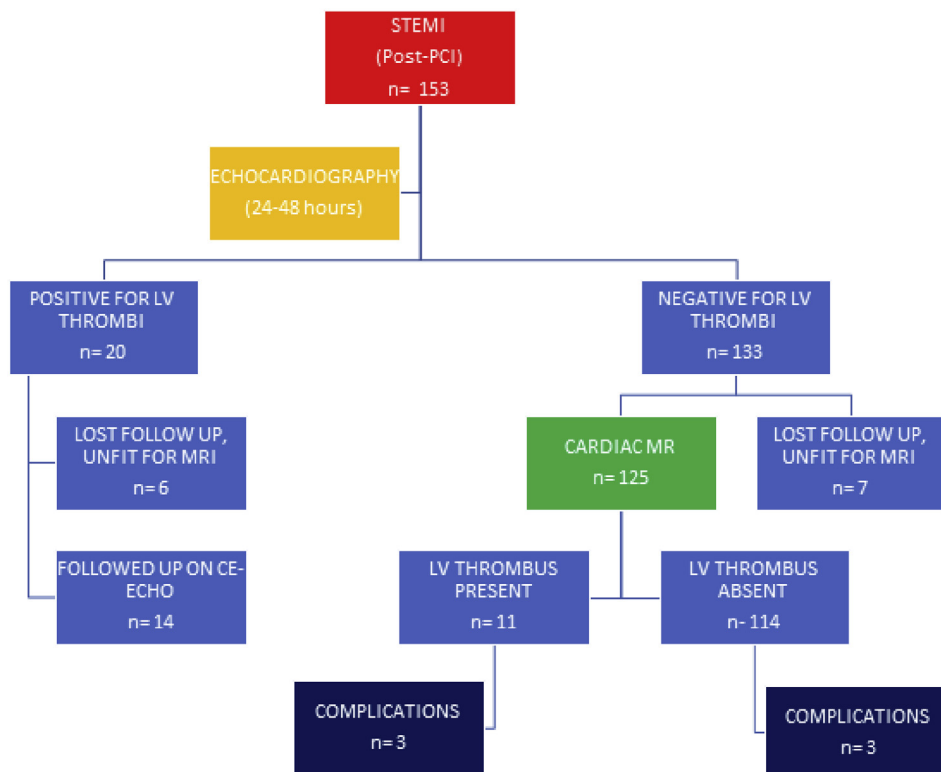 STEMI
(Post-PCI)
n= 153
ECHOCARDIOGRAPHY
(24-48 hours)
POSITIVE FOR LV
THROMBI
n= 20
NEGATIVE FOR LV
THROMBI
n= 133
LOST FOLLOW UP,
UNFIT FOR MRI
n= 6
CARDIAC MR
n= 125
LOST FOLLOW UP,
UNFIT FOR MRI
n= 7
FOLLOWED UP ON CE-
ECHO
n= 14
LV THROMBUS
PRESENT
n= 11
LV THROMBUS
ABSENT
n- 114
COMPLICATIONS
n= 3
COMPLICATIONS
n= 3